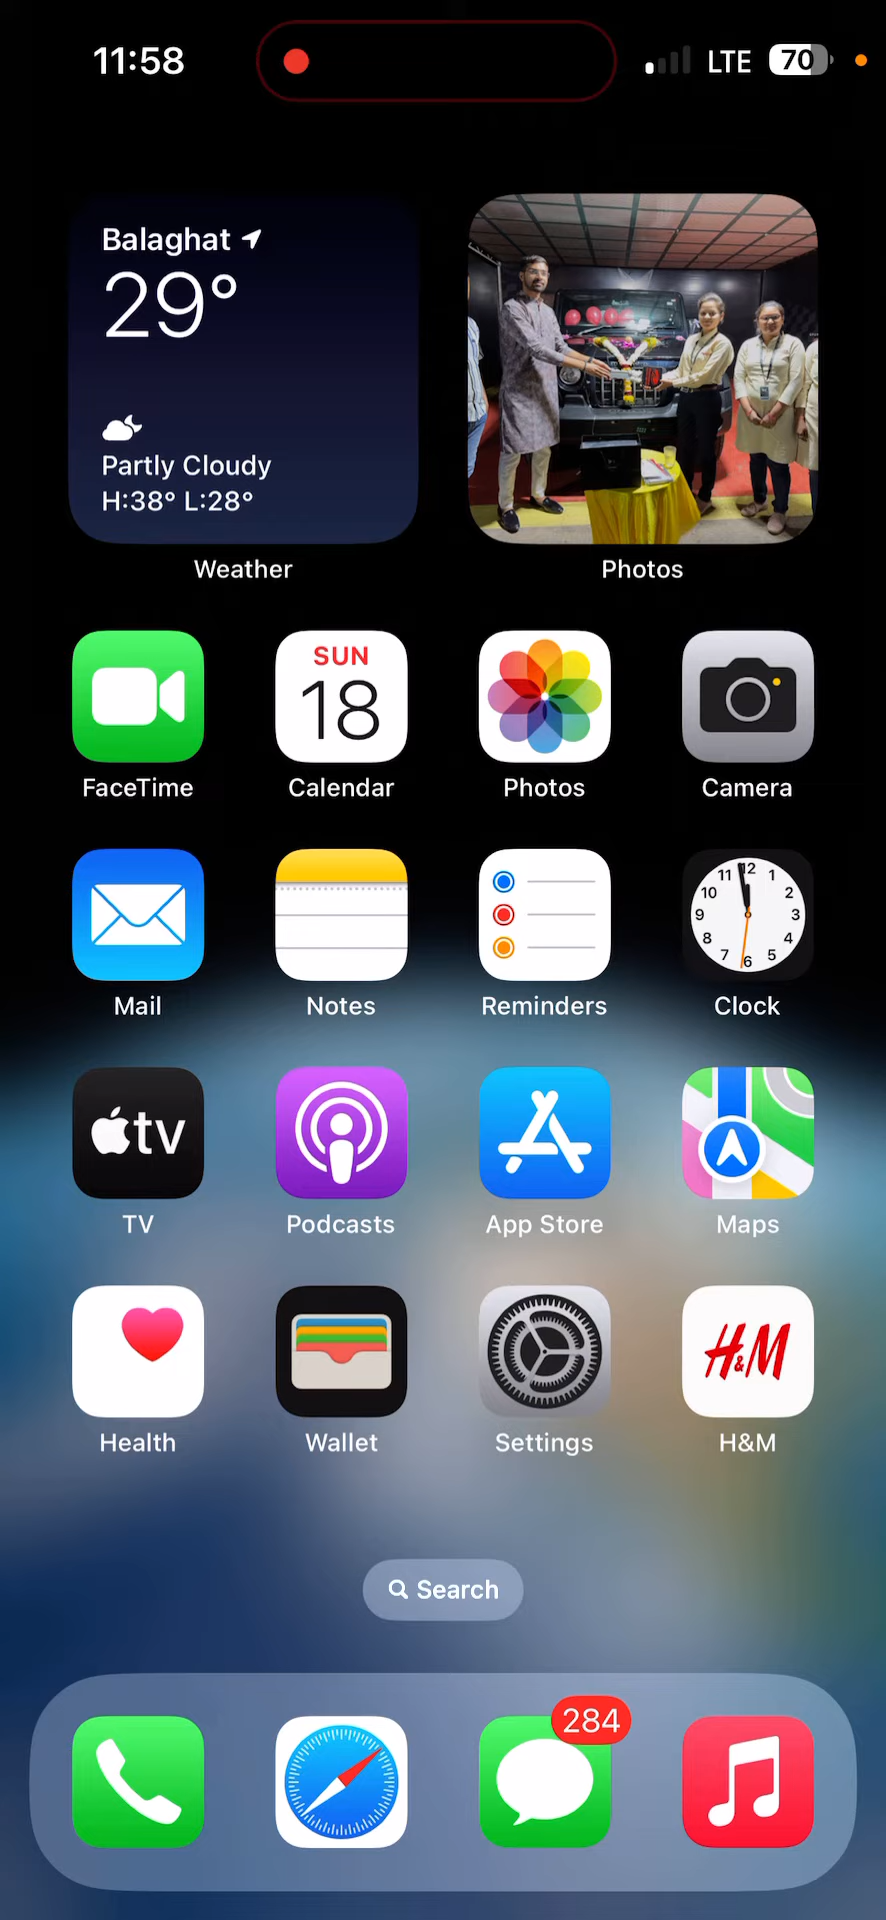 11:58
LTE
70
Balaghat
29°
Partly Cloudy
H:38° L:28°
Weather
Photos
FaceTime
SUN
18
Calendar
Photos
Camera
Mail
Notes
Reminders
12
1
2
3
4
5
6
7
8
9
10
11
Clock
tv
TV
Podcasts
App Store
Maps
Health
Wallet
Settings
H&M
H&M
Search
284